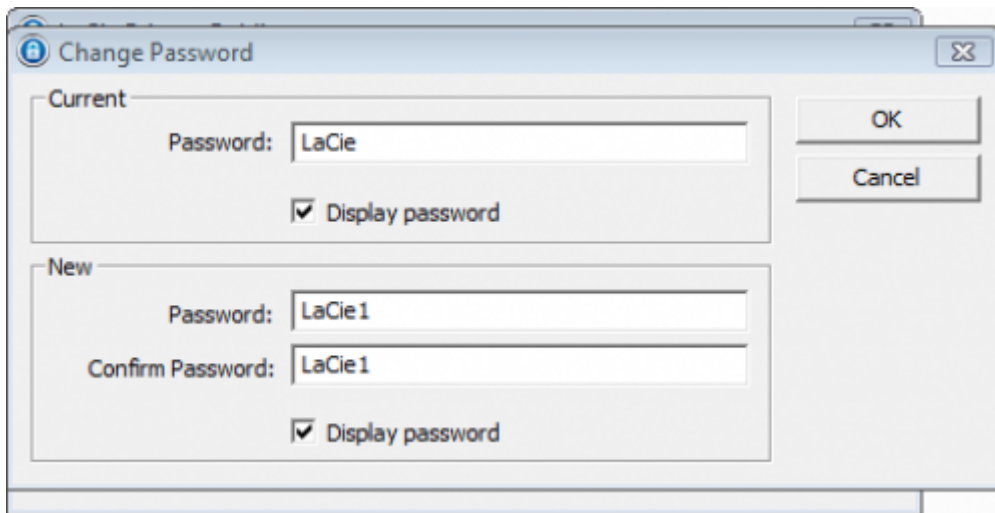 Change Password
Current
Password: LaCie
OK
Cancel
Display password
New
Password: LaCie1
Confirm Password: LaCie1
Display password